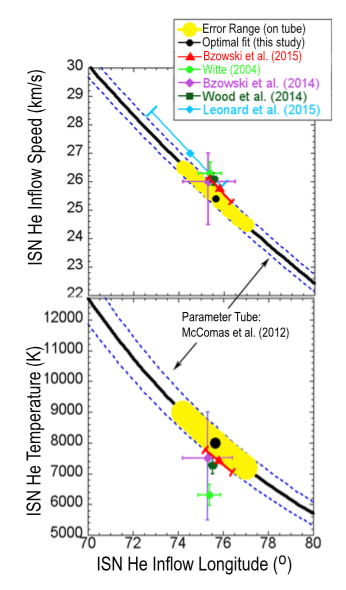 Error Range (on tube)
Optimal fit (this study)
Bzowski et al. (2015)
Witte (2004)
Bzowski et al. (2014)
Wood et al. (2014)
Leonard et al. (2015)
ISN He Inflow Speed (km/s)
30
29
28
27
26
25
24
23
22
Parameter Tube:
McComas et al. (2012)
ISN He Temperature (K)
12000
11000
10000
9000
8000
7000
6000
5000
70 72 74 76 78 80
ISN He Inflow Longitude (º)